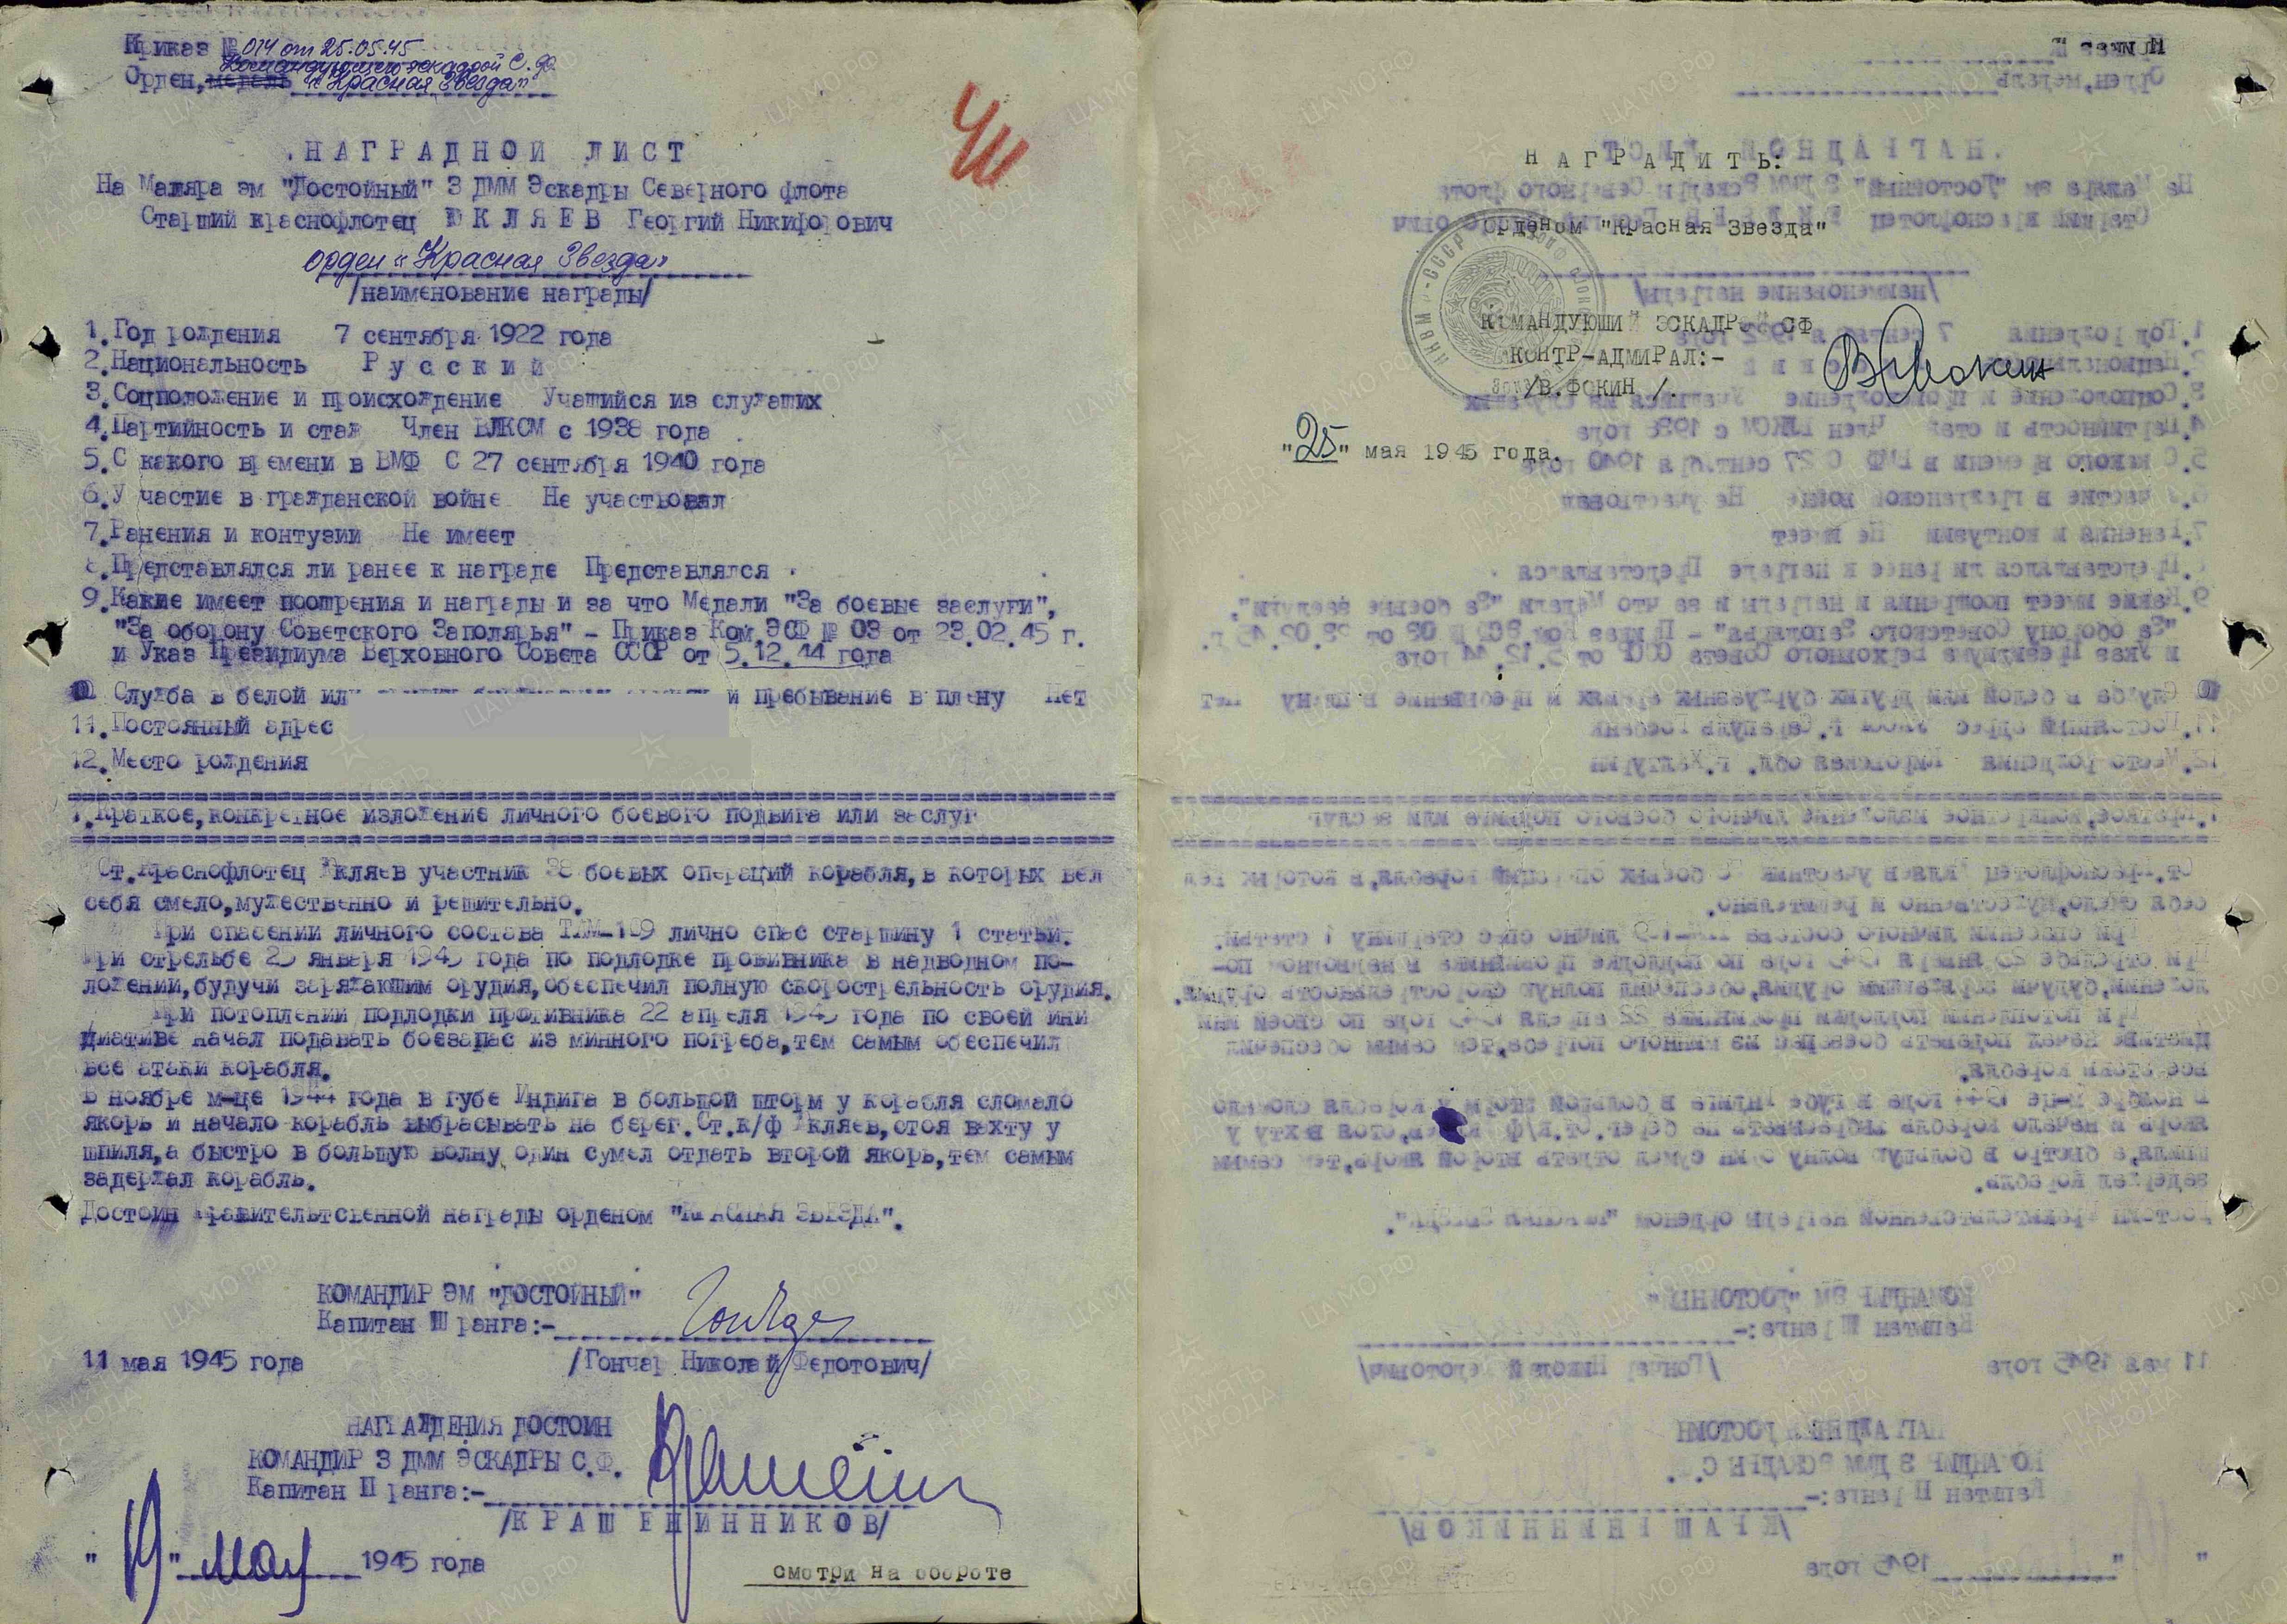 Приказ № 014 от 25.05.45
Командующего эскадрой С.Ф.
Орден, медаль "Красная Звезда"
НАГРАДНОЙ ЛИСТ
На Маляра эм "Достойный" 3 ДММ Эскадры Северного флота
Старший краснофлотец ЮКЛЯЕВ Георгий Никифорович
орден "Красная Звезда"
/наименование награды/
1. Год рождения 7 сентября 1922 года
2. Национальность Русский
3. Соцположение и происхождение Учащийся из служащих
4. Партийность и стаж Член ВЛКСМ с 1938 года
5. С какого времени в ВМФ С 27 сентября 1940 года
6. Участие в гражданской войне Не участвовал
7. Ранения и контузии Не имеет
8. Представлялся ли ранее к награде Представлялся
9. Какие имеет поощрения и награды и за что Медали "За боевые заслуги",
"За оборону Советского Заполярья" - Приказ Ком.ЭСФ № 03 от 23.02.45 г.
и Указ Президиума Верховного Совета СССР от 5.12.44 года
10 Служба в белой или и пребывание в плену Нет
11. Постоянный адрес
12. Место рождения
1. Краткое, конкретное изложение личного боевого подвига или заслуг
Ст. Краснофлотец Юкляев участник 38 боевых операций корабля, в которых вел
себя смело, мужественно и решительно.
При спасении личного состава лично спас старшину 1 статьи.
При стрельбе января 1945 года по подлодке противника в надводном по-
ложении, будучи заряжающим орудия, обеспечил полную скорострельность орудия.
При потоплении подлодки противника 22 апреля 1945 года по своей ини
циативе начал подавать боезапас из минного погреба, тем самым обеспечил
все атаки корабля.
В ноябре м-це 1944 года в губе Индига в большой шторм у корабля сломало
якорь и начало корабль выбрасывать на берег. Ст.к/ф Юкляев, стоя вахту у
шпиля, а быстро в большую волну один сумел отдать второй якорь, тем самым
задержал корабль.
Достоин правительственной награды орденом "КРАСНАЯ ЗВЕЗДА".
КОМАНДИР ЭМ "ДОСТОЙНЫЙ"
Капитан Ш ранга:-
11 мая 1945 года /Гончар Николай Федотович/
НАГРАЖДЕНИЯ ДОСТОИН
КОМАНДИР 3 ДММ ЭСКАДРЫ С.Ф.
Капитан П ранга:-
/КРАШЕНИННИКОВ/
"19" мая 1945 года
смотри на обороте
НАГРАДИТЬ:
Орденом "Красная Звезда"
КОМАНДУЮЩИЙ ЭСКАДРОЙ СФ
КОНТР-АДМИРАЛ:-
/В.ФОКИН/.
"25" мая 1945 года.